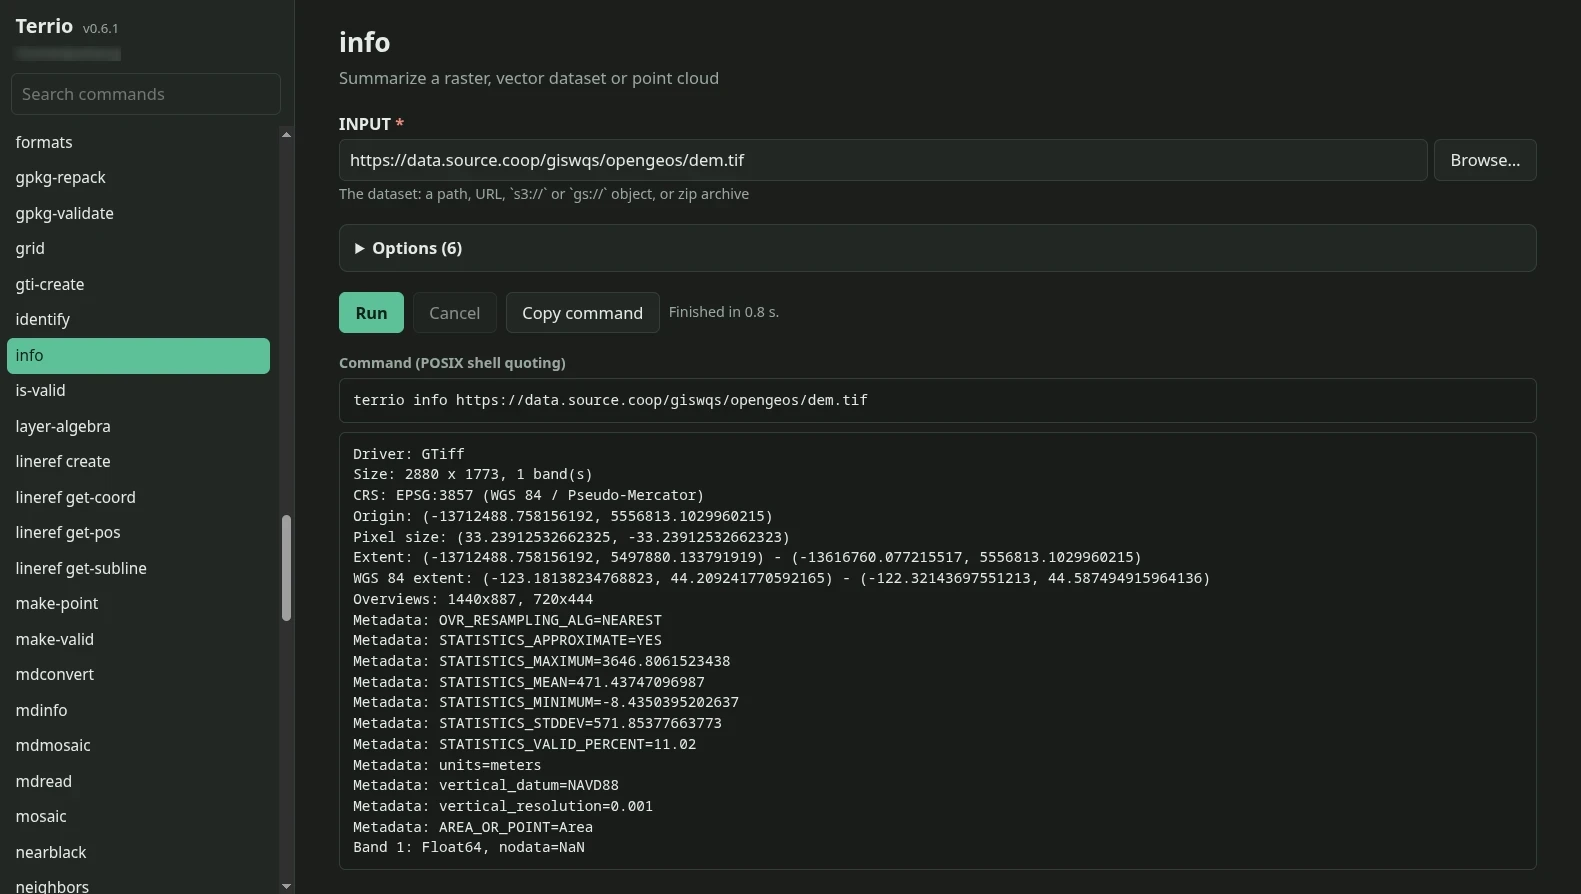 Terrio v0.6.1
Search commands
formats
gpkg-repack
gpkg-validate
grid
gti-create
identify
info
is-valid
layer-algebra
lineref create
lineref get-coord
lineref get-pos
lineref get-subline
make-point
make-valid
mdconvert
mdinfo
mdmosaic
mdread
mosaic
nearblack
neighbors
info
Summarize a raster, vector dataset or point cloud
INPUT *
https://data.source.coop/giswqs/opengeos/dem.tif
Browse...
The dataset: a path, URL, `s3://` or `gs://` object, or zip archive
▶ Options (6)
Run Cancel Copy command Finished in 0.8 s.
Command (POSIX shell quoting)
terrio info https://data.source.coop/giswqs/opengeos/dem.tif
Driver: GTiff
Size: 2880 x 1773, 1 band(s)
CRS: EPSG:3857 (WGS 84 / Pseudo-Mercator)
Origin: (-13712488.758156192, 5556813.1029960215)
Pixel size: (33.23912532662325, -33.23912532662323)
Extent: (-13712488.758156192, 5497880.133791919) - (-13616760.077215517, 5556813.1029960215)
WGS 84 extent: (-123.18138234768823, 44.209241770592165) - (-122.32143697551213, 44.587494915964136)
Overviews: 1440x887, 720x444
Metadata: OVR_RESAMPLING_ALG=NEAREST
Metadata: STATISTICS_APPROXIMATE=YES
Metadata: STATISTICS_MAXIMUM=3646.8061523438
Metadata: STATISTICS_MEAN=471.43747096987
Metadata: STATISTICS_MINIMUM=-8.4350395202637
Metadata: STATISTICS_STDDEV=571.85377663773
Metadata: STATISTICS_VALID_PERCENT=11.02
Metadata: units=meters
Metadata: vertical_datum=NAVD88
Metadata: vertical_resolution=0.001
Metadata: AREA_OR_POINT=Area
Band 1: Float64, nodata=NaN